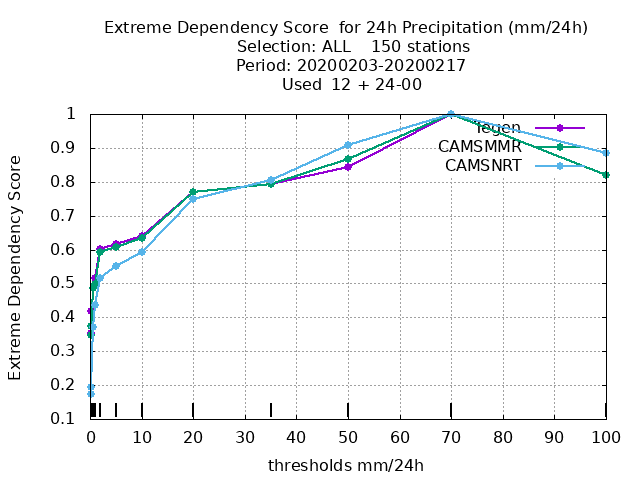 Extreme Dependency Score  for 24h Precipitation (mm/24h)
Selection: ALL    150 stations
Period: 20200203-20200217
Used  12 + 24-00
Extreme Dependency Score
1
0.9
0.8
0.7
0.6
0.5
0.4
0.3
0.2
0.1
Tegen
CAMSMMR
CAMSNRT
0 10 20 30 40 50 60 70 80 90 100
thresholds mm/24h